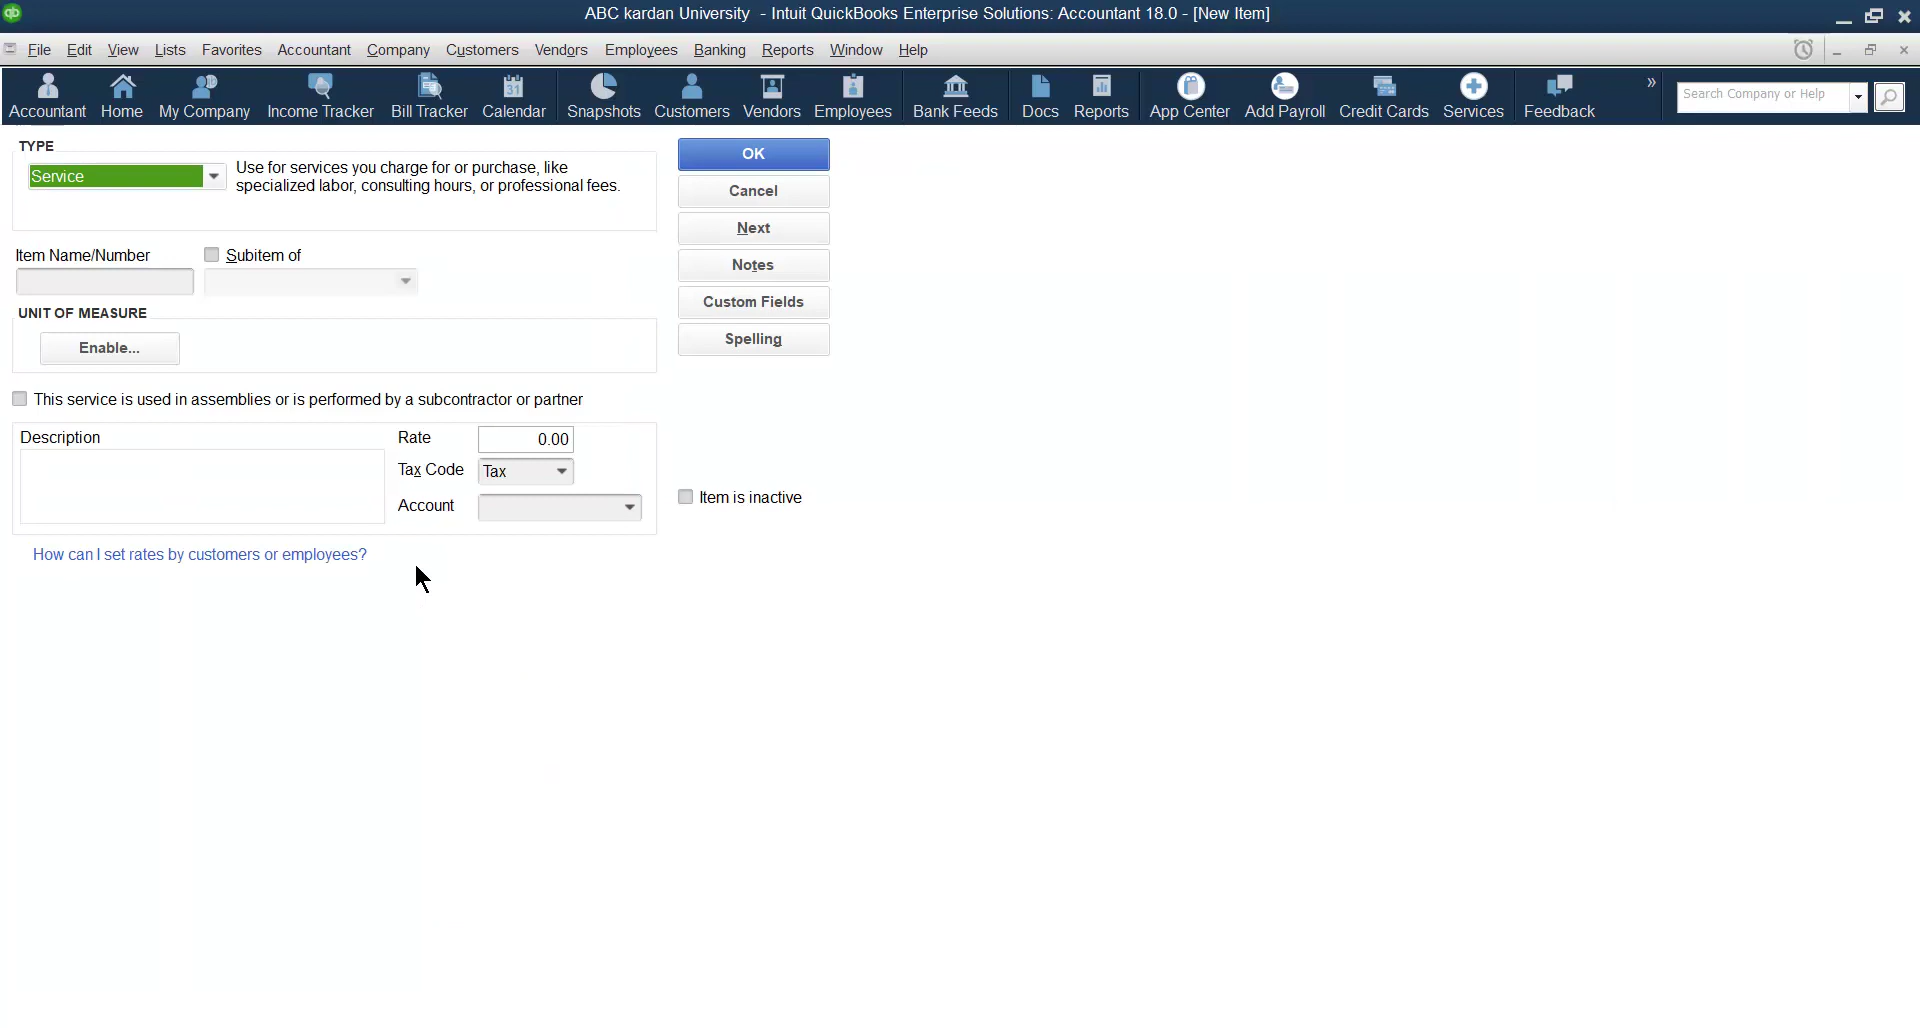 ABC kardan University - Intuit QuickBooks Enterprise Solutions: Accountant 18.0 - [New Item]
File Edit View Lists Favorites Accountant Company Customers Vendors Employees Banking Reports Window Help
Accountant Home My Company Income Tracker Bill Tracker Calendar Snapshots Customers Vendors Employees Bank Feeds Docs Reports App Center Add Payroll Credit Cards Services Feedback » Search Company or Help
31
TYPE
Service
Use for services you charge for or purchase, like
specialized labor, consulting hours, or professional fees.
OK
Cancel
Next
Notes
Custom Fields
Spelling
Item Name/Number Subitem of
UNIT OF MEASURE
Enable...
This service is used in assemblies or is performed by a subcontractor or partner
Description
Rate 0.00
Tax Code Tax
Account
Item is inactive
How can I set rates by customers or employees?